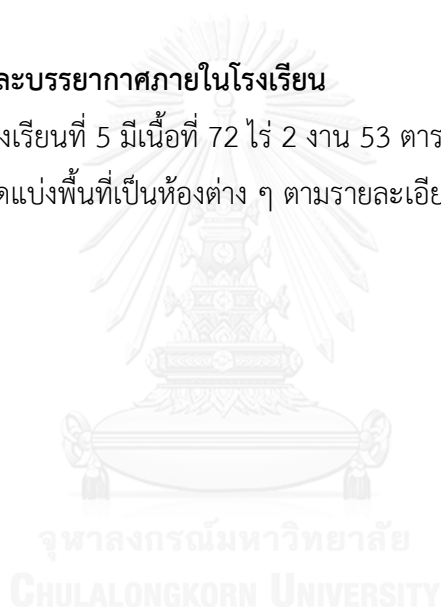 ละบรรยากาศภายในโรงเรียน
งเรียนที่ 5 มีเนื้อที่ 72 ไร่ 2 งาน 53 ตาร
ดแบ่งพื้นที่เป็นห้องต่าง ๆ ตามรายละเอีย
จุฬาลงกรณ์มหาวิทยาลัย
CHULALONGKORN UNIVERSITY